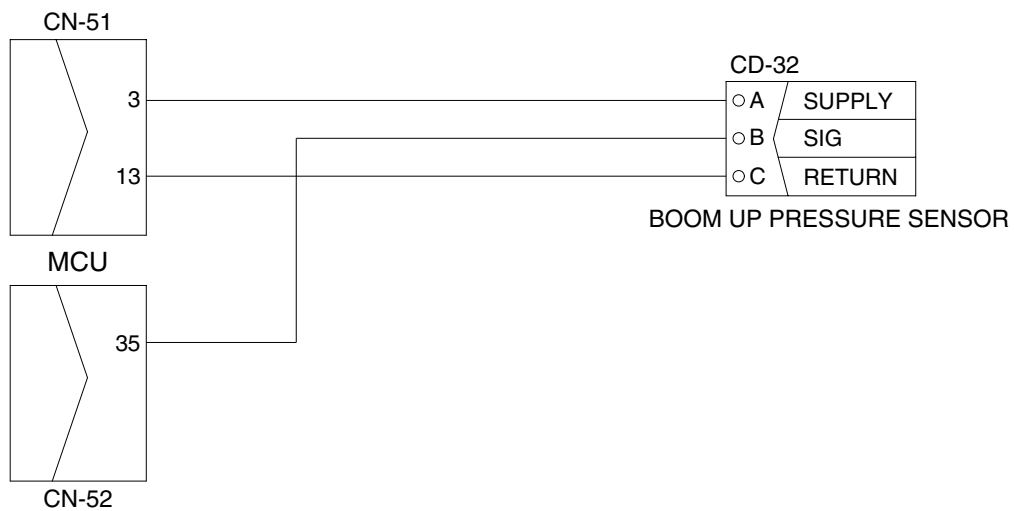 CN-51
CD-32
3
A SUPPLY
B SIG
13
C RETURN
BOOM UP PRESSURE SENSOR
MCU
35
CN-52